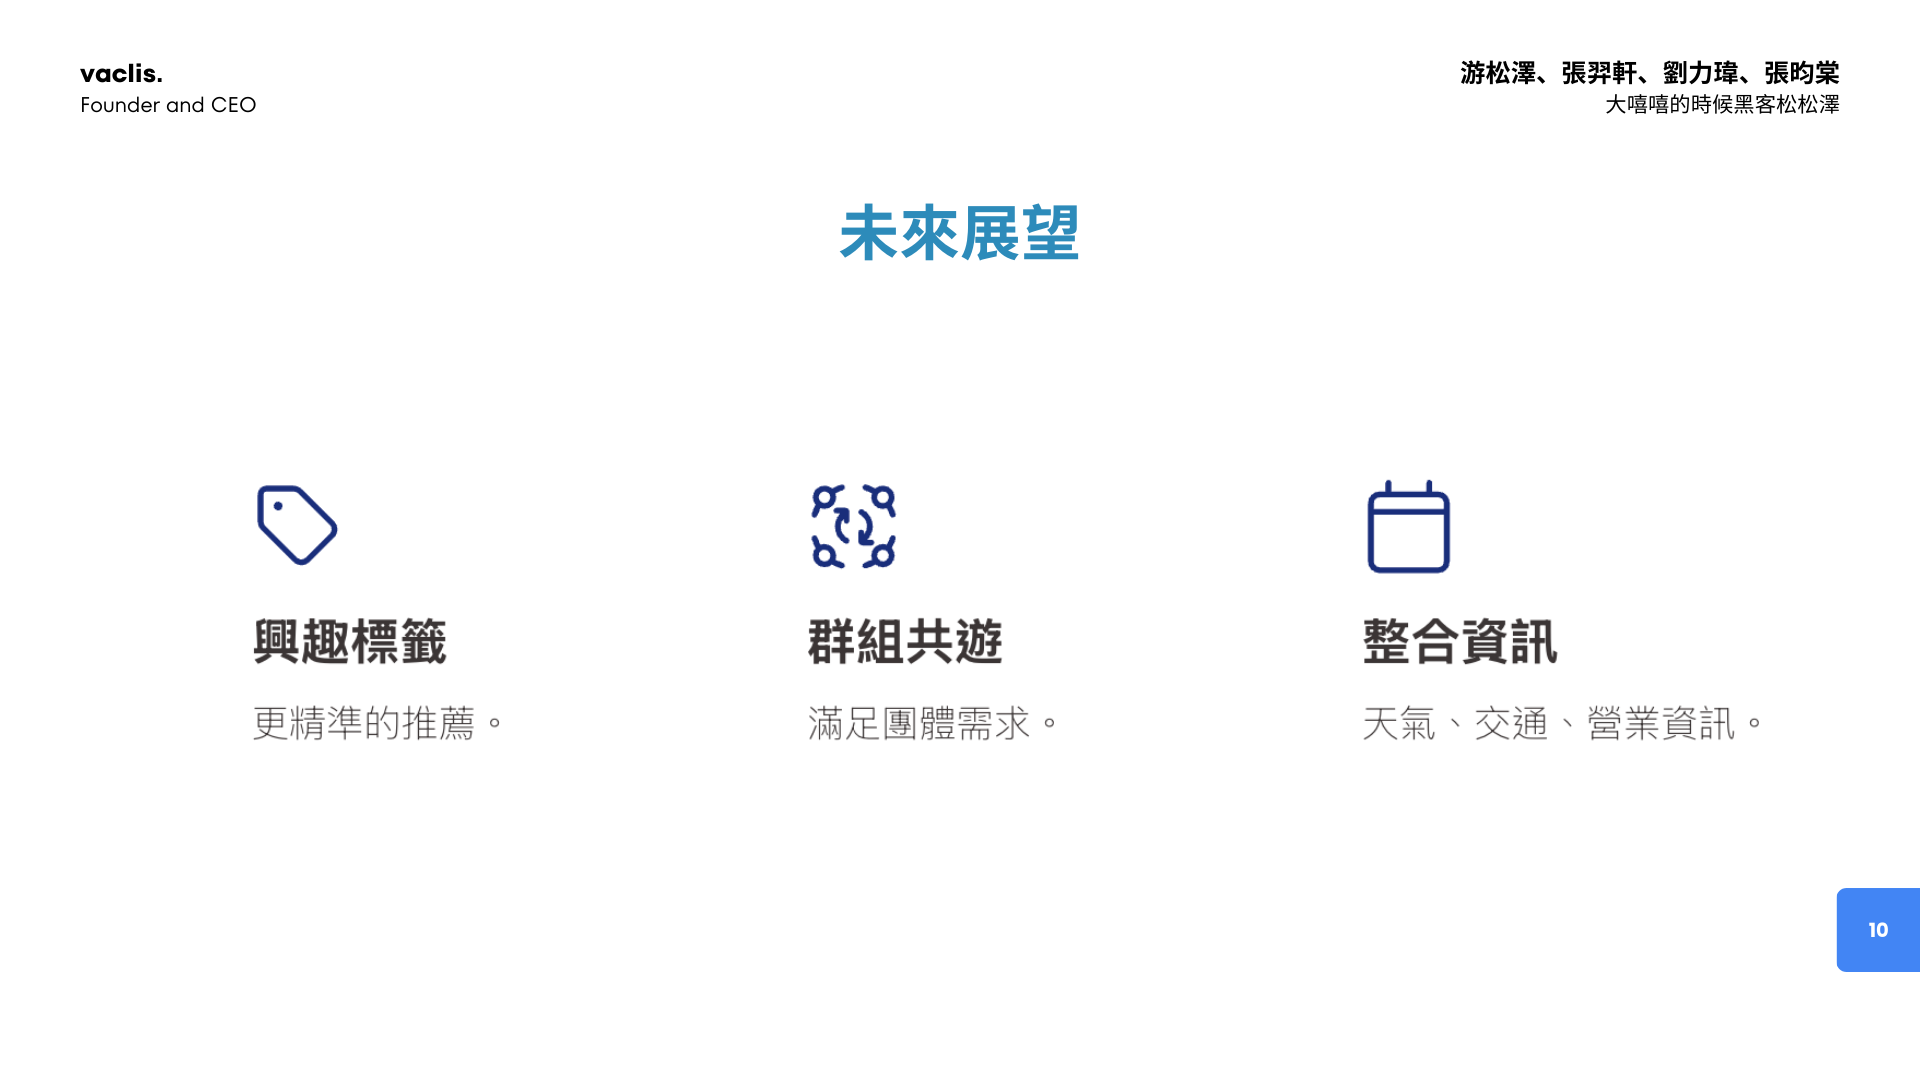 vaclis.
Founder and CEO
游松澤、張羿軒、劉力瑋、張昀棠
大嘻嘻的時候黑客松松澤
未來展望
興趣標籤
更精準的推薦。
群組共遊
滿足團體需求。
整合資訊
天氣、交通、營業資訊。
10